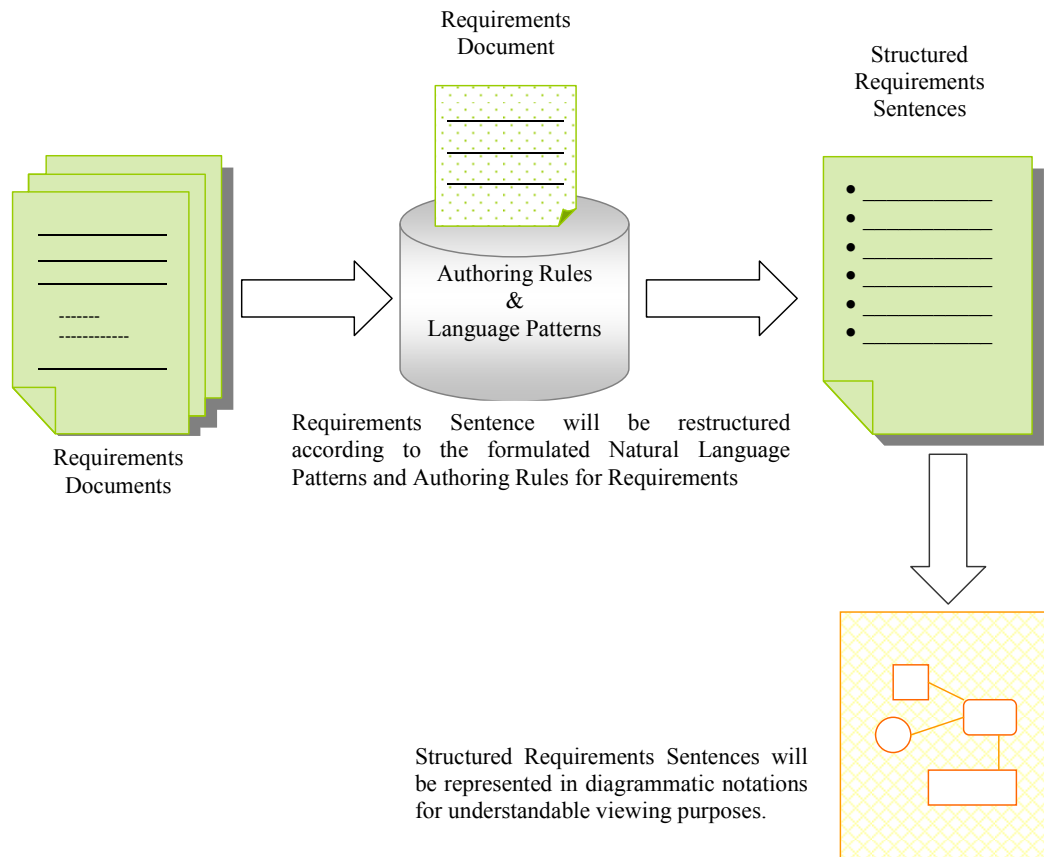 Requirements
Document
Structured
Requirements
Sentences
Authoring Rules
&
Language Patterns
Requirements
Documents
Requirements Sentence will be restructured
according to the formulated Natural Language
Patterns and Authoring Rules for Requirements
Structured Requirements Sentences will
be represented in diagrammatic notations
for understandable viewing purposes.